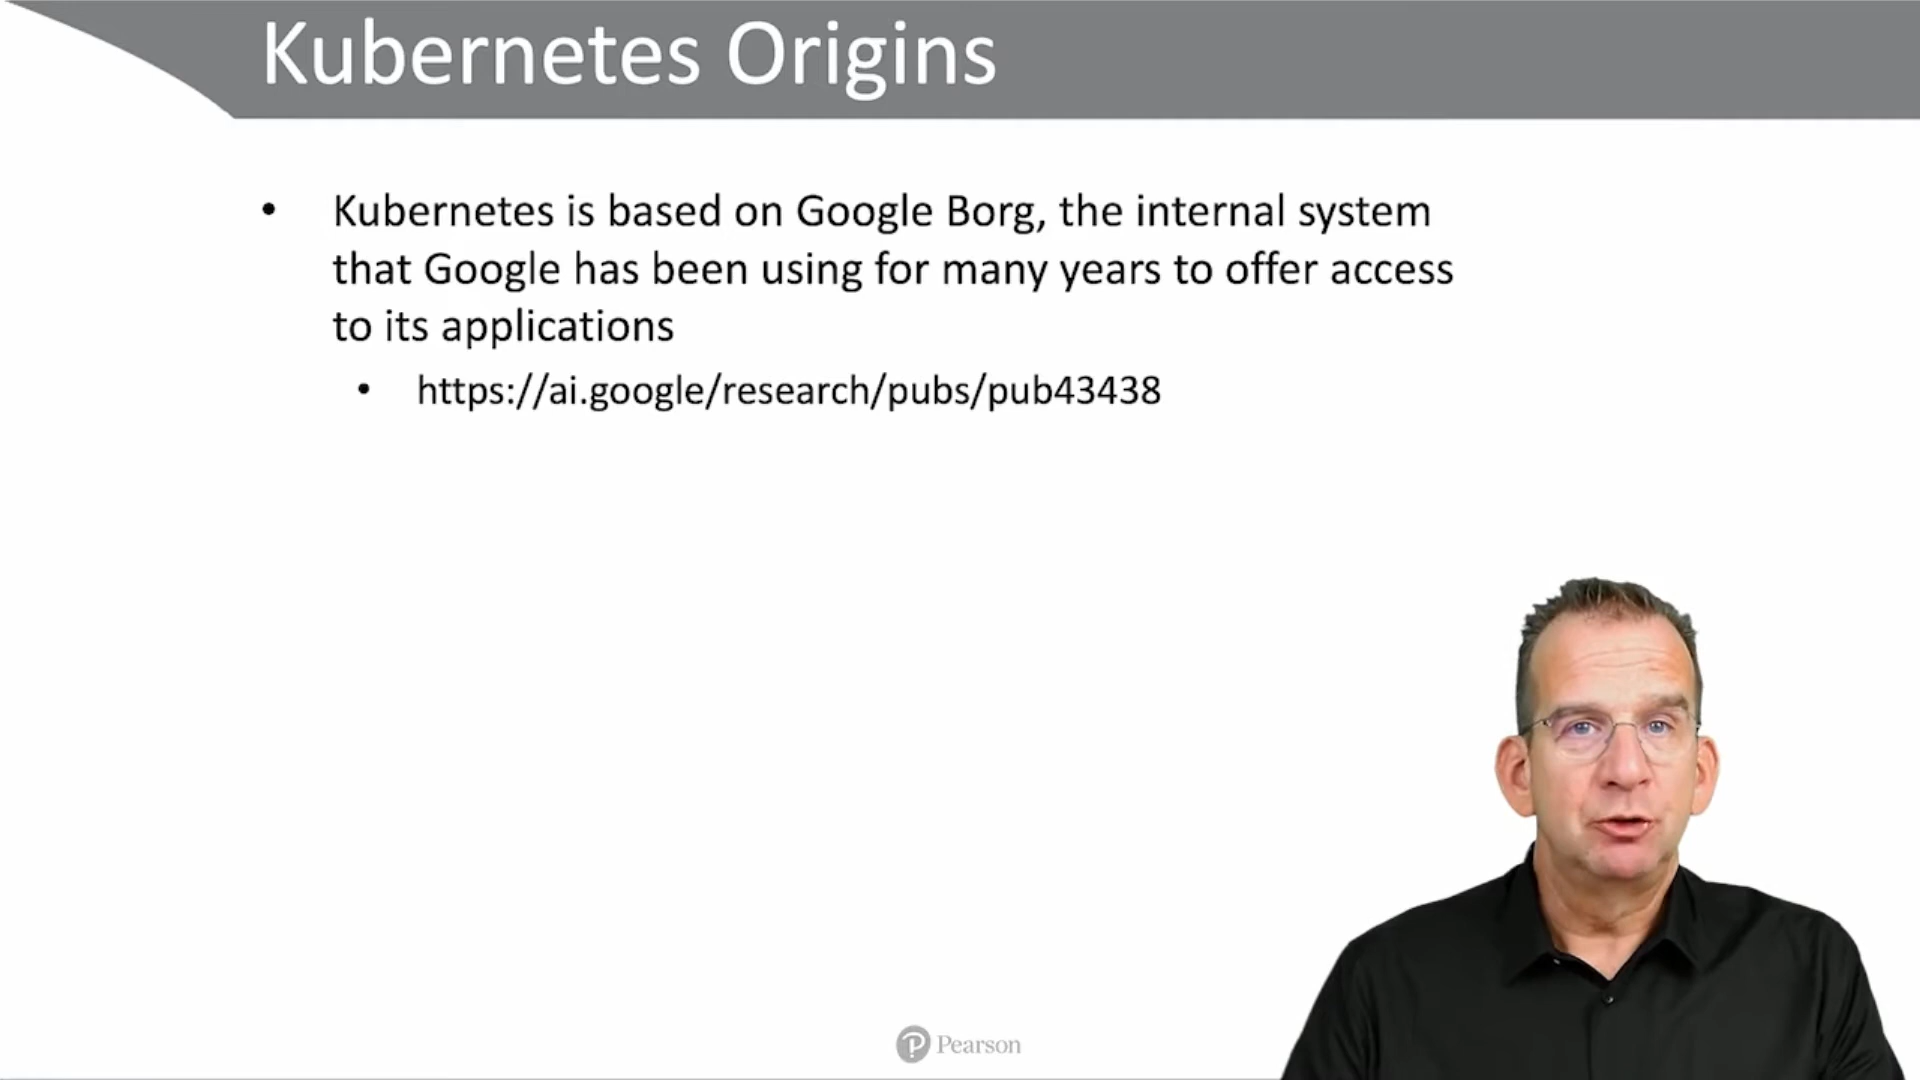 Kubernetes Origins
• Kubernetes is based on Google Borg, the internal system
that Google has been using for many years to offer access
to its applications
• https://ai.google/research/pubs/pub43438
Pearson